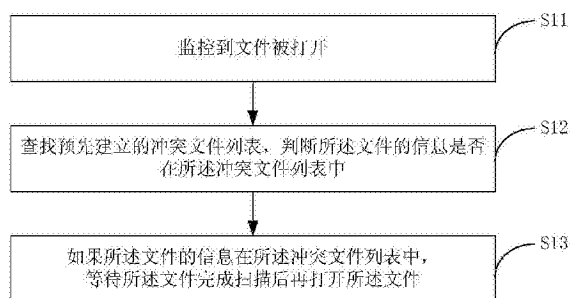 S11
监控到文件被打开
S12
查找预先建立的冲突文件列表，判断所述文件的信息是否
在所述冲突文件列表中
S13
如果所述文件的信息在所述冲突文件列表中，
等待所述文件完成扫描后再打开所述文件